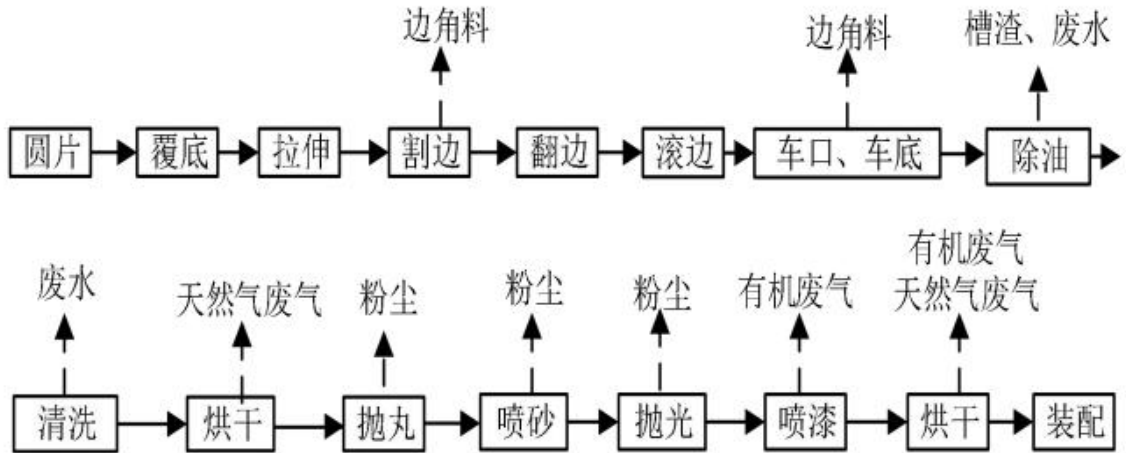 边角料
边角料
槽渣、废水
圆片
覆底
拉伸
割边
翻边
滚边
车口、车底
除油
废水
天然气废气
粉尘
粉尘
粉尘
有机废气
有机废气
天然气废气
清洗
烘干
抛丸
喷砂
抛光
喷漆
烘干
装配